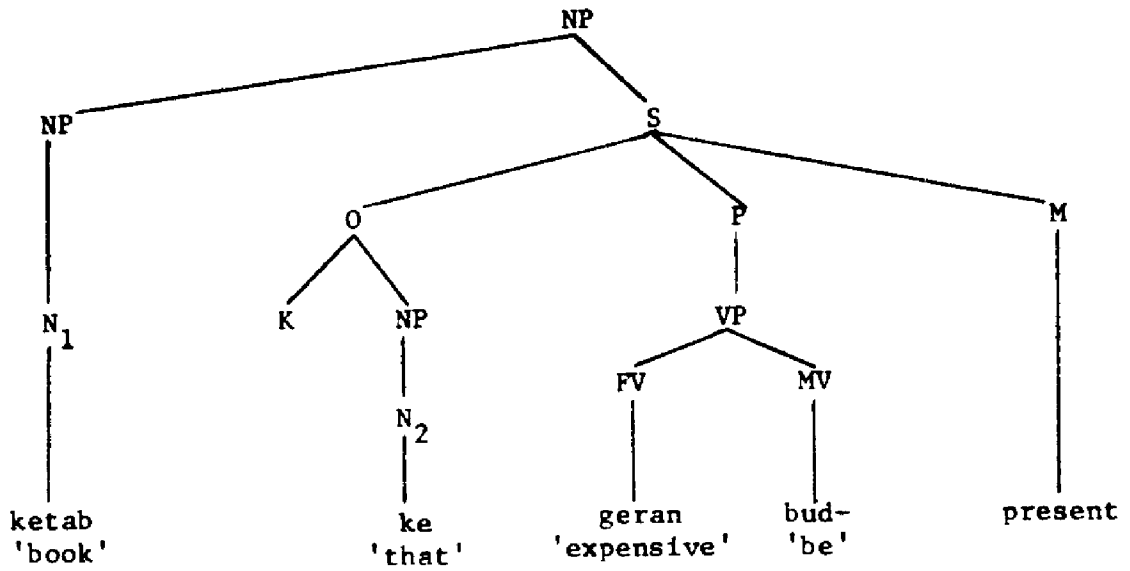 NP
NP S
O P M
N1 K NP VP
FV MV
N2
ketab ke geran bud- present
'book' 'that' 'expensive' 'be'